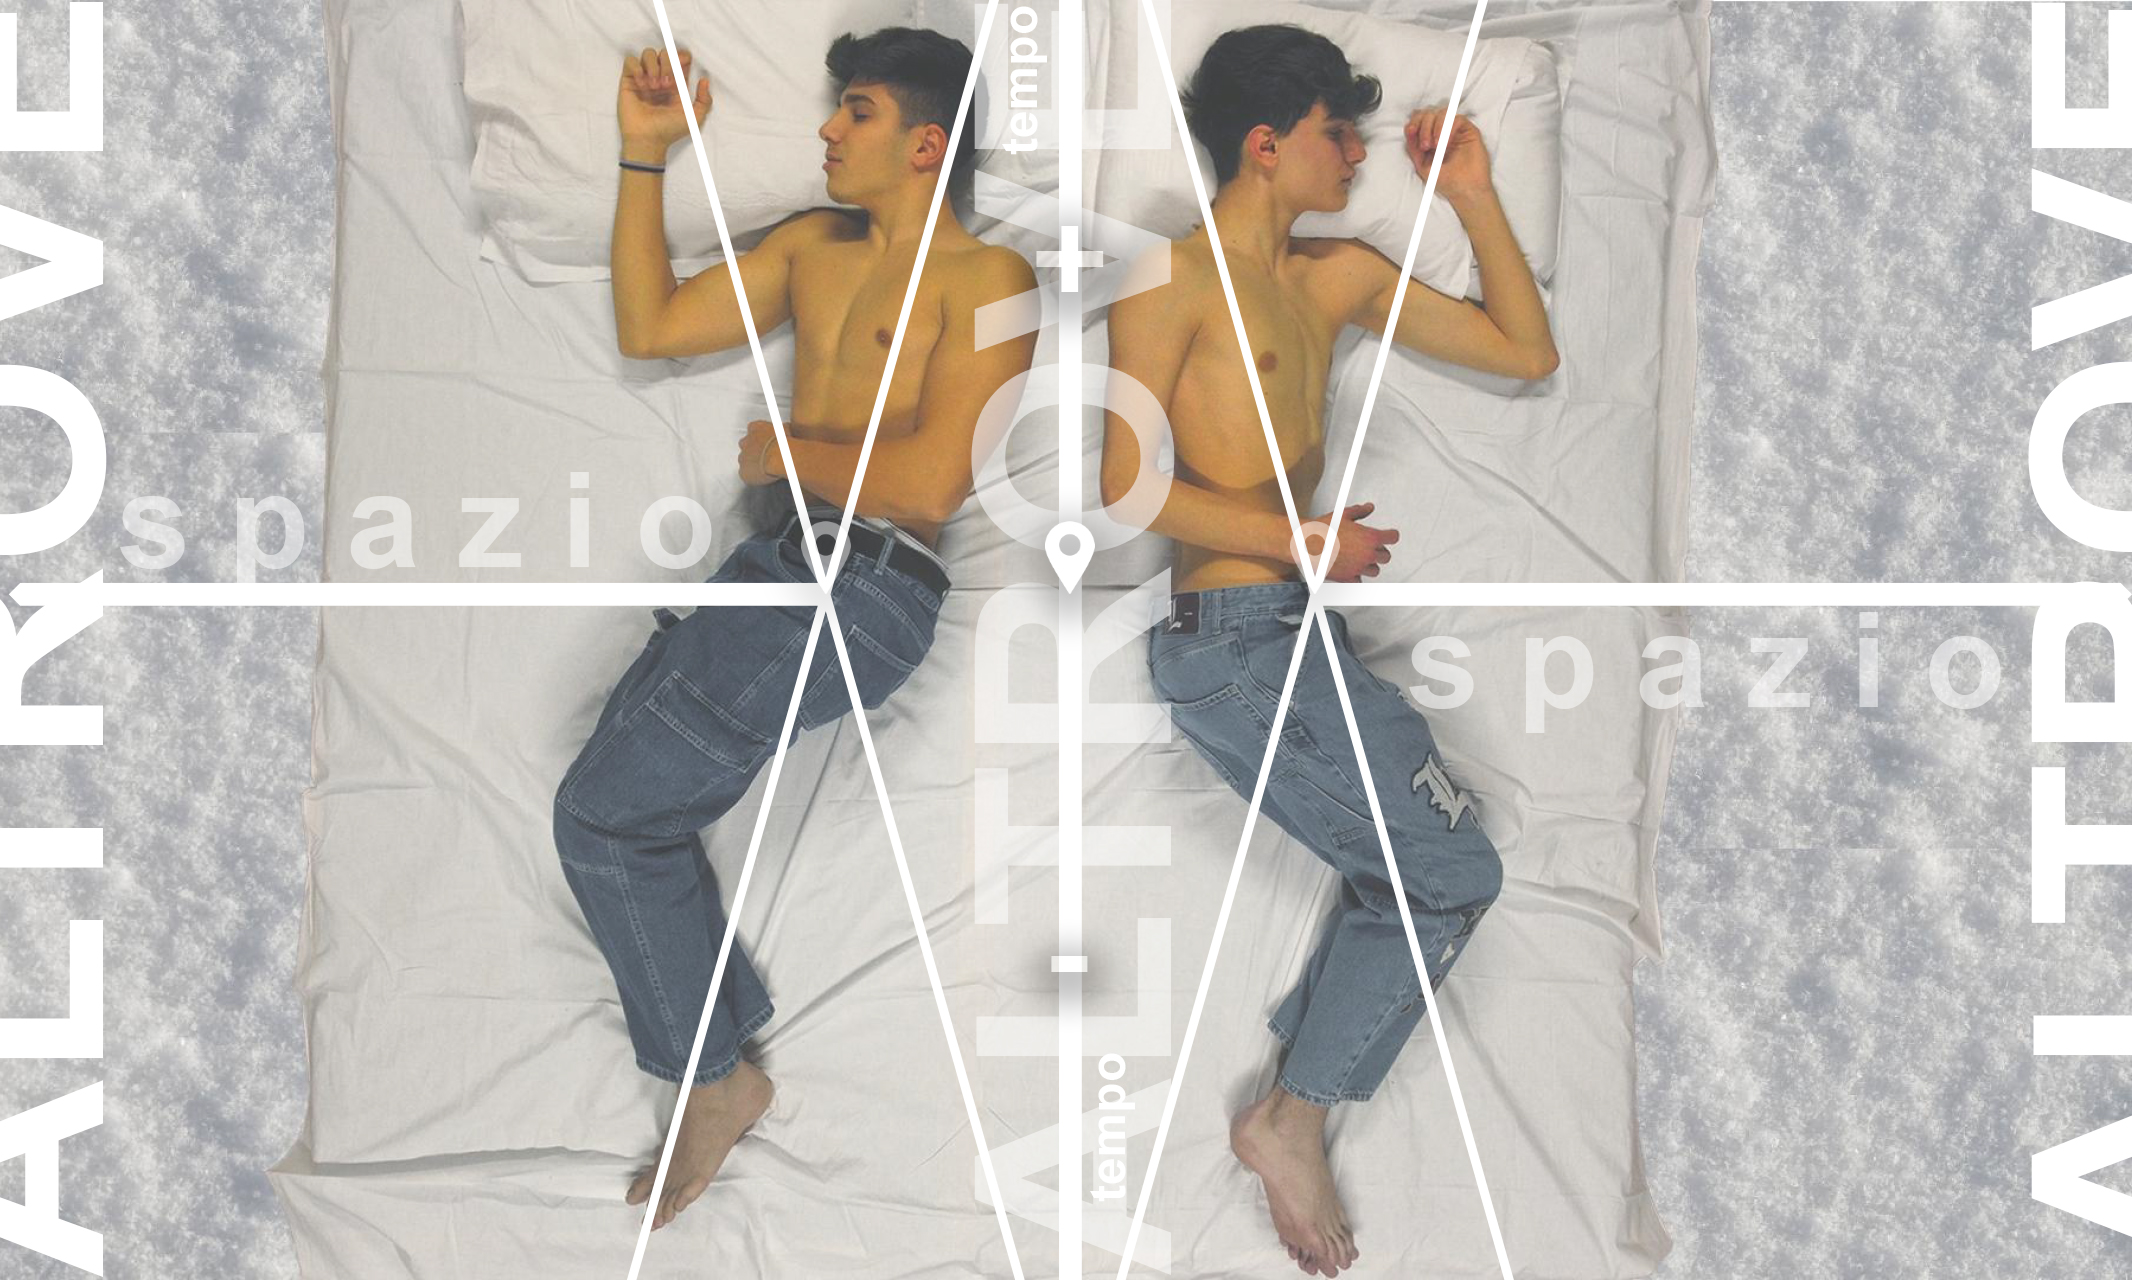 ALTROVE
spazio
tempo
+
ALTROVE
-
tempo
spazio
ALTROVE